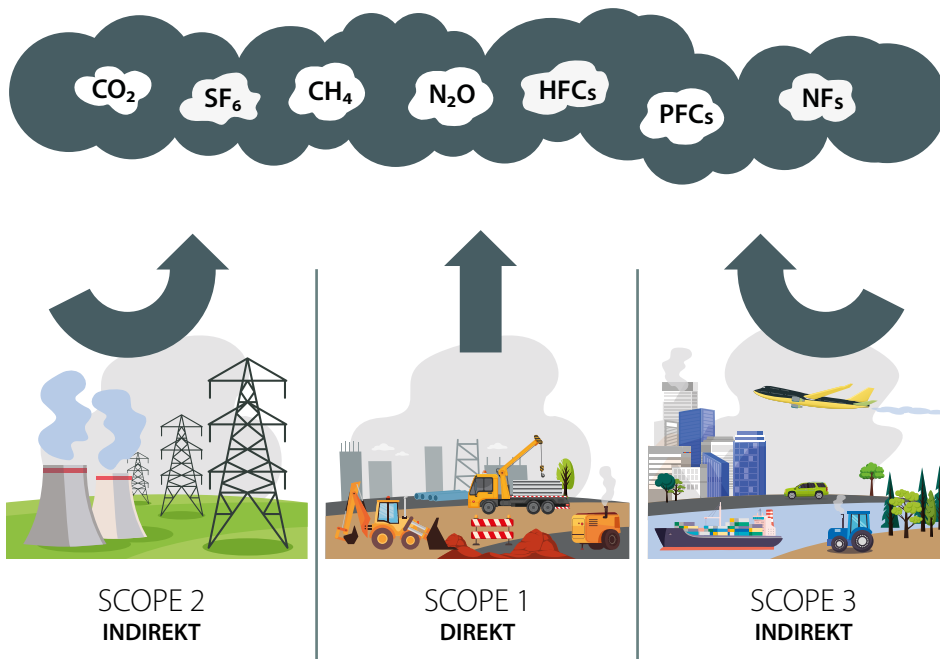 CO₂
SF₆
CH₄
N₂O
HFCs
PFCs
NFs
SCOPE 2
INDIREKT
SCOPE 1
DIREKT
SCOPE 3
INDIREKT